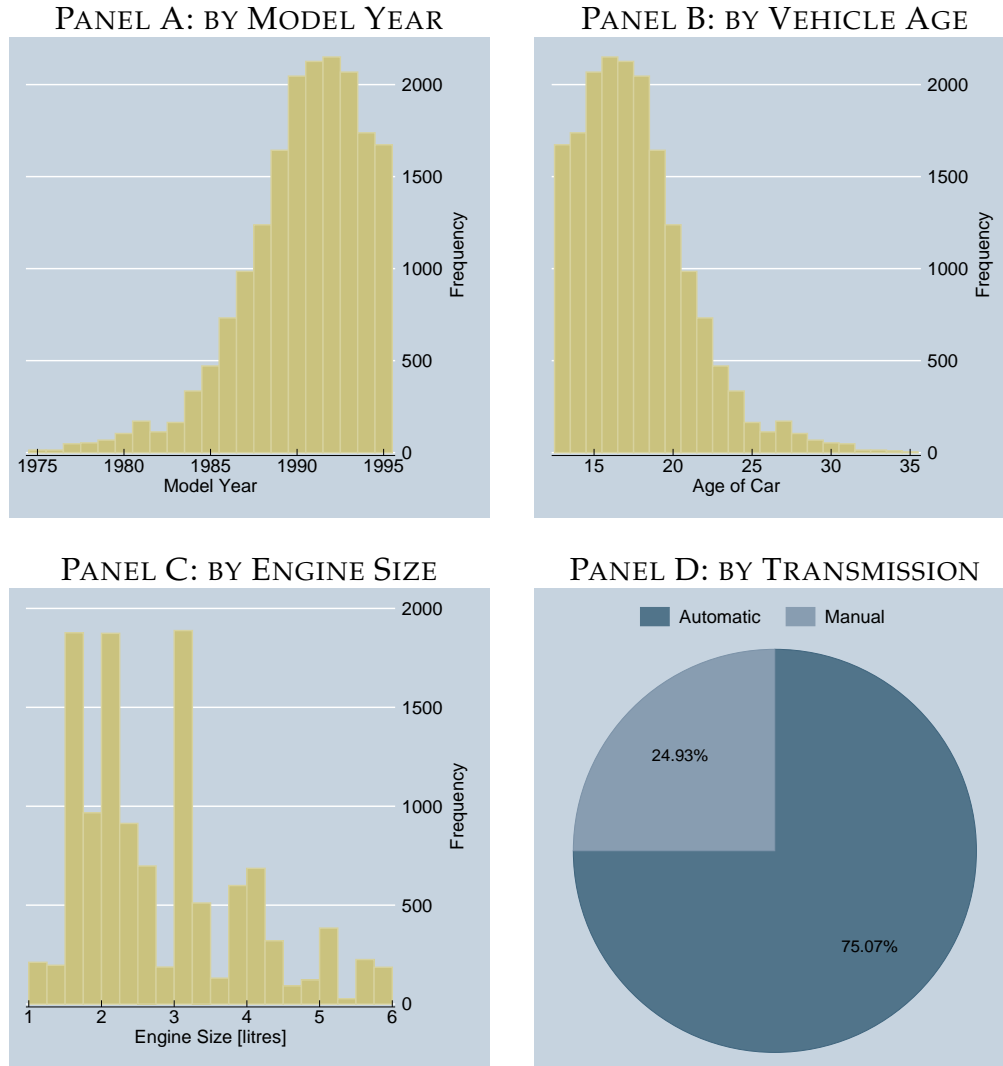 PANEL A: BY MODEL YEAR
2000
1500
1000
500
0
Frequency
1975 1980 1985 1990 1995
Model Year
PANEL B: BY VEHICLE AGE
2000
1500
1000
500
0
Frequency
15 20 25 30 35
Age of Car
PANEL C: BY ENGINE SIZE
2000
1500
1000
500
0
Frequency
1 2 3 4 5 6
Engine Size [litres]
PANEL D: BY TRANSMISSION
Automatic Manual
24.93%
75.07%